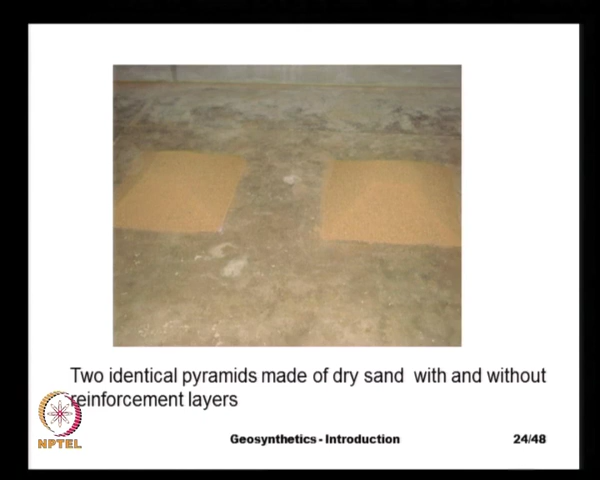 Two identical pyramids made of dry sand with and without
reinforcement layers
NPTEL
Geosynthetics - Introduction
24/48